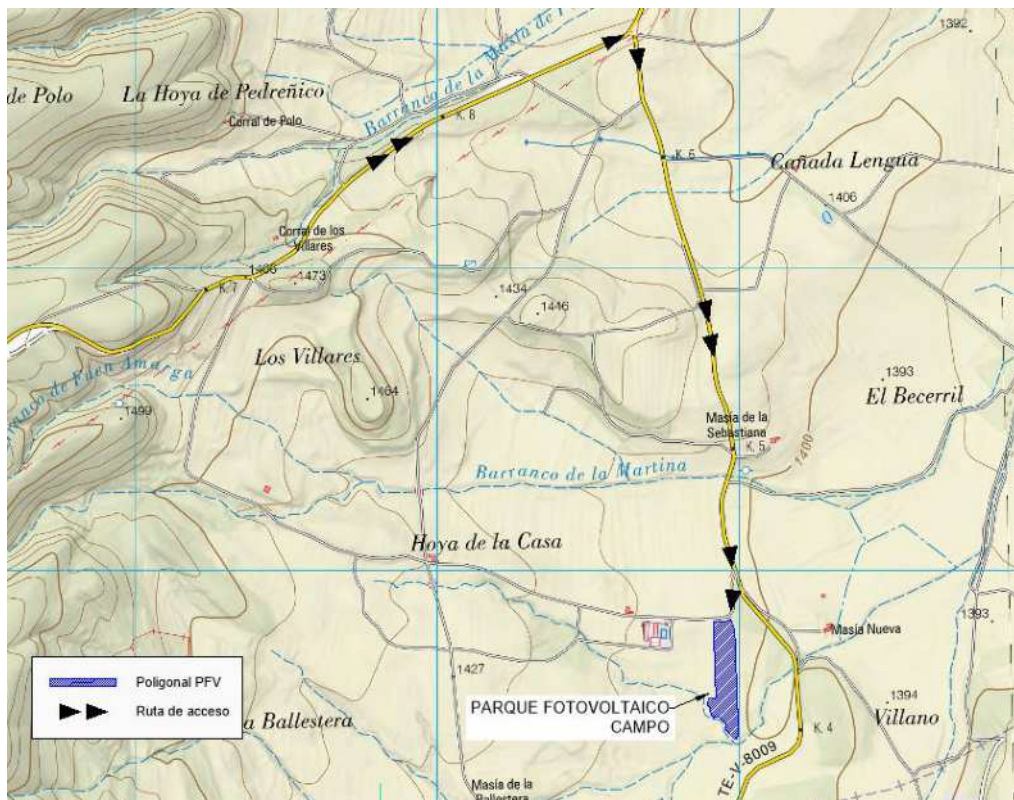 1392
de Polo
La Hoya de Pedreñico
Barranco de la Masía de
K. 8
Corral de Polo
K. 6
Cañada Lengua
1406
Corral de los
Villares
1466
1473
K. 7
1434
1446
Los Villares
de Fuen Amarga
1464
1499
1393
El Becerril
Masía de la
Sebastiana
K. 5
1400
Barranco de la Martina
Hoya de la Casa
1393
Masía Nueva
1427
Poligonal PFV
Ruta de acceso
PARQUE FOTOVOLTAICO
CAMPO
1394
Villano
a Ballestera
K. 4
TE-V-8009
Masía de la
Ballestera